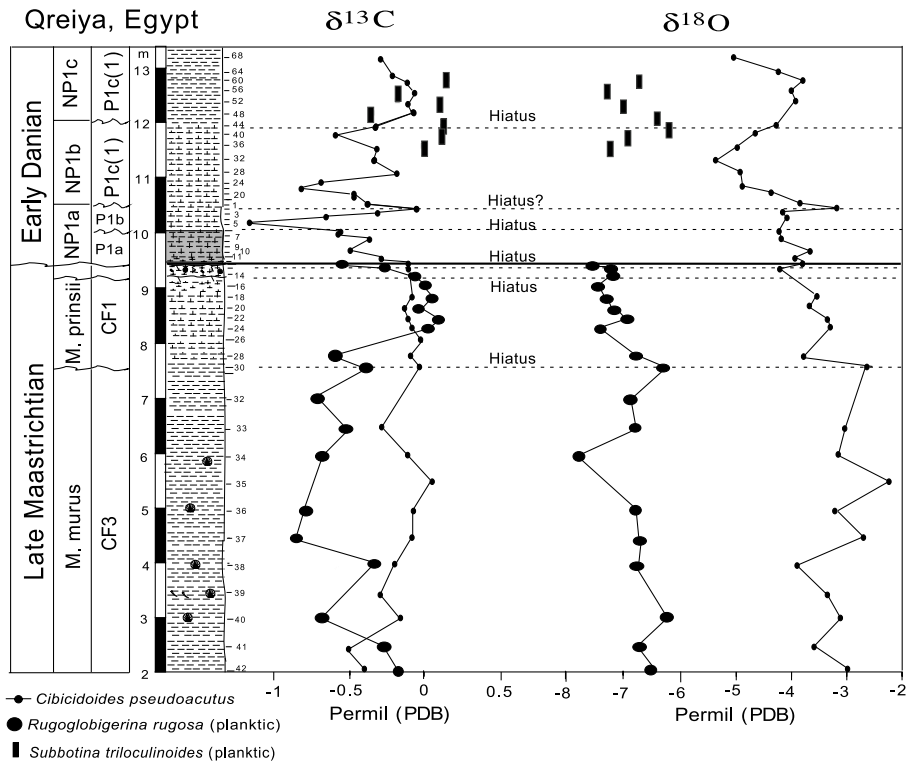 Qreiya, Egypt
δ13C
δ18O
m
Early Danian
Late Maastrichtian
NP1c
NP1b
NP1a
M. prinsii
M. murus
P1c(1)
P1c(1)
P1b
P1a
CF1
CF3
13
12
11
10
9
8
7
6
5
4
3
2
68
64
60
56
52
48
44
40
36
32
28
24
20
1
3
5
7
9
10
11
14
16
18
20
22
24
26
28
30
32
33
34
35
36
37
38
39
40
41
42
Hiatus
Hiatus?
Hiatus
Hiatus
Hiatus
Hiatus
-1
-0.5
0
0.5
-8
-7
-6
-5
-4
-3
-2
Permil (PDB)
Permil (PDB)
Cibicidoides pseudoacutus
Rugoglobigerina rugosa (planktic)
Subbotina triloculinoides (planktic)